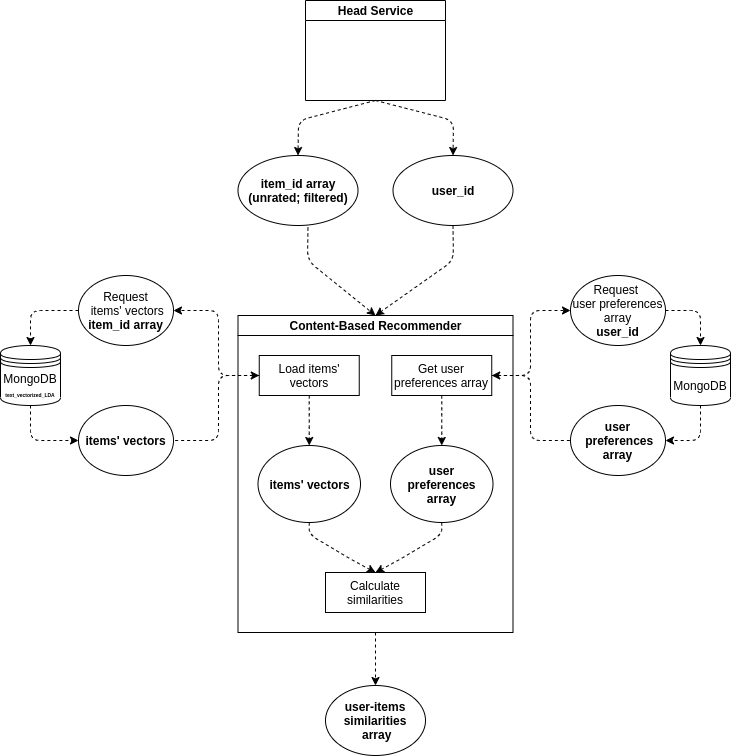 Head Service
item_id array
(unrated; filtered)
user_id
Request
items' vectors
item_id array
MongoDB
text_vectorized_LDA
items' vectors
Content-Based Recommender
Load items'
vectors
Get user
preferences array
items' vectors
user
preferences
array
Calculate
similarities
Request
user preferences
array
user_id
MongoDB
user
preferences
array
user-items
similarities
array